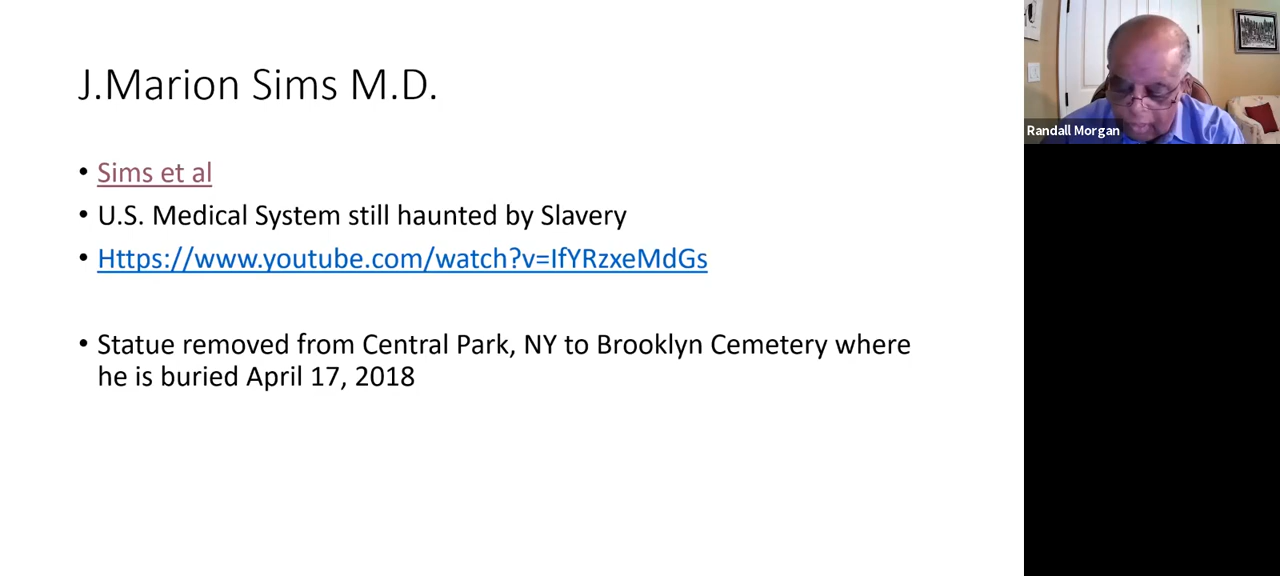 J.Marion Sims M.D.
• Sims et al
• U.S. Medical System still haunted by Slavery
• Https://www.youtube.com/watch?v=IfYRzxeMdGs
• Statue removed from Central Park, NY to Brooklyn Cemetery where
he is buried April 17, 2018
Randall Morgan